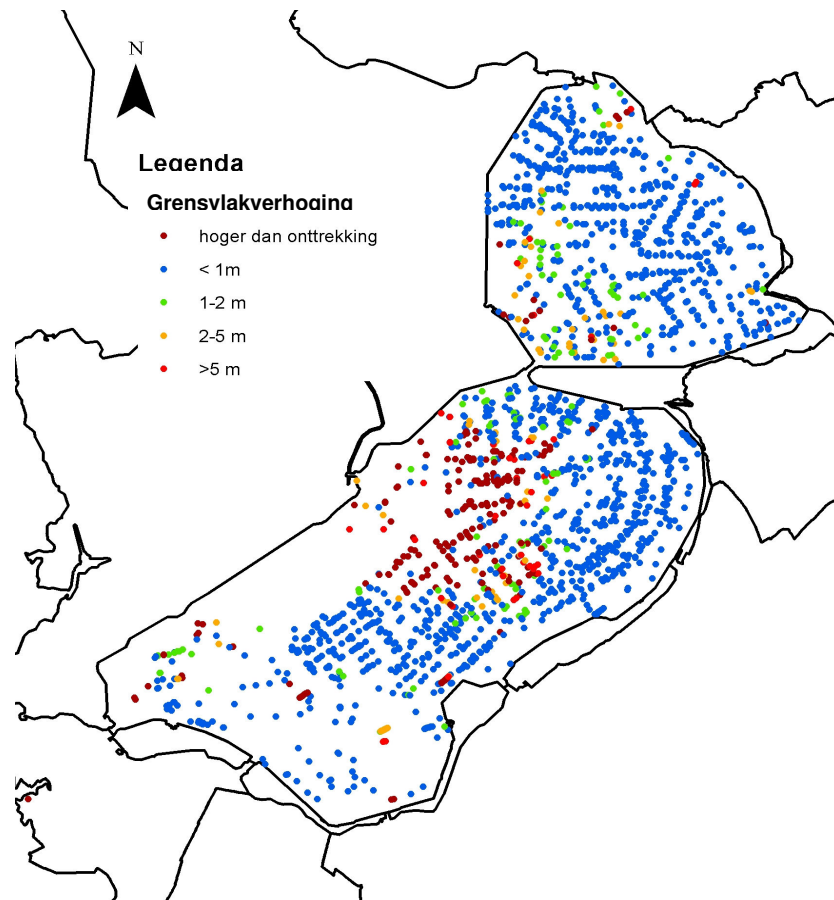 N
Legenda
Grensvlakverhoging
hoger dan onttrekking
< 1m
1-2 m
2-5 m
>5 m